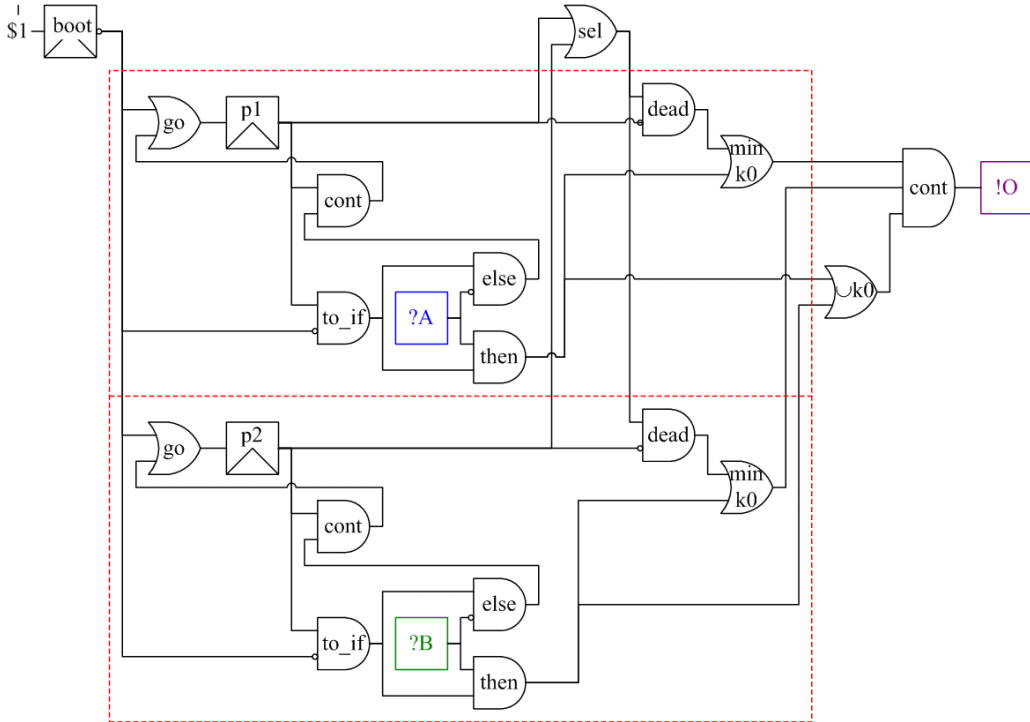 $1
boot
sel
go
p1
dead
min
k0
cont
cont
!O
else
to_if
?A
∪k0
then
go
p2
dead
min
k0
cont
else
to_if
?B
then